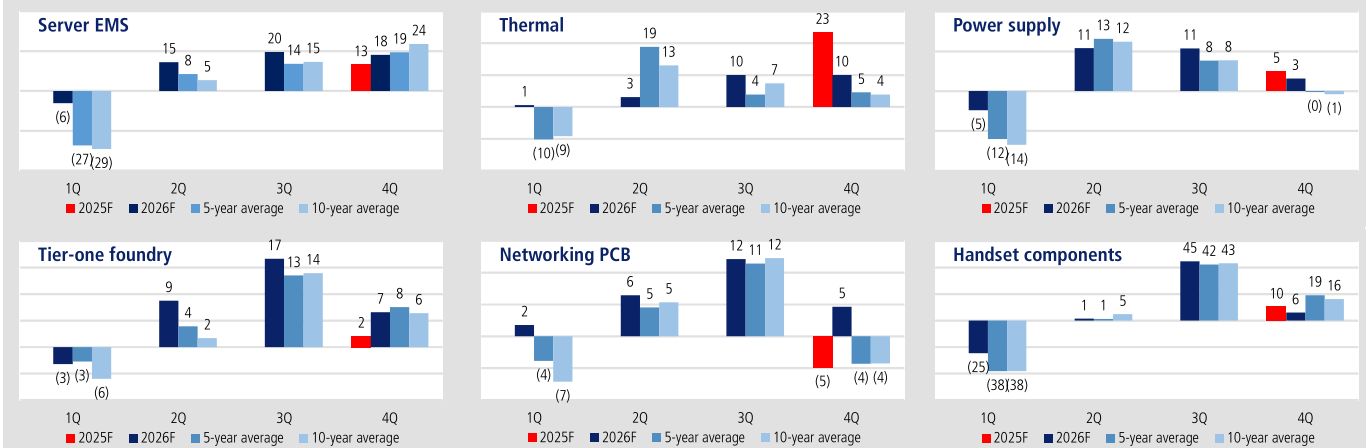 Server EMS
15 8 5
20 14 15
13 18 19 24
(6) (27) (29)
1Q 2Q 3Q 4Q
2025F 2026F 5-year average 10-year average
Thermal
1 (10) (9)
3 19 13
10 4 7
23 10 5 4
1Q 2Q 3Q 4Q
2025F 2026F 5-year average 10-year average
Power supply
(5) (12) (14)
11 13 12
11 8 8
5 3 (0) (1)
1Q 2Q 3Q 4Q
2025F 2026F 5-year average 10-year average
Tier-one foundry
(3) (3) (6)
9 4 2
17 13 14
2 7 8 6
1Q 2Q 3Q 4Q
2025F 2026F 5-year average 10-year average
Networking PCB
2 (4) (7)
6 5 5
12 11 12
(5) 5 (4) (4)
1Q 2Q 3Q 4Q
2025F 2026F 5-year average 10-year average
Handset components
(25) (38) (38)
1 1 5
45 42 43
10 6 19 16
1Q 2Q 3Q 4Q
2025F 2026F 5-year average 10-year average